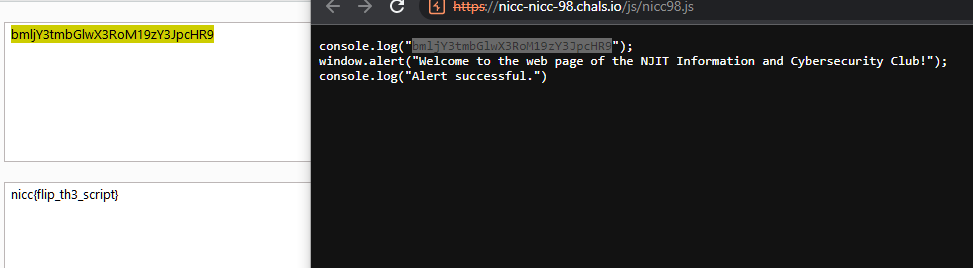 bmljY3tmbGlwX3RoM19zY3JpcHR9
nicc{flip_th3_script}
https://nicc-nicc-98.chals.io/js/nicc98.js
console.log("bmljY3tmbGlwX3RoM19zY3JpcHR9");
window.alert("Welcome to the web page of the NJIT Information and Cybersecurity Club!");
console.log("Alert successful.")